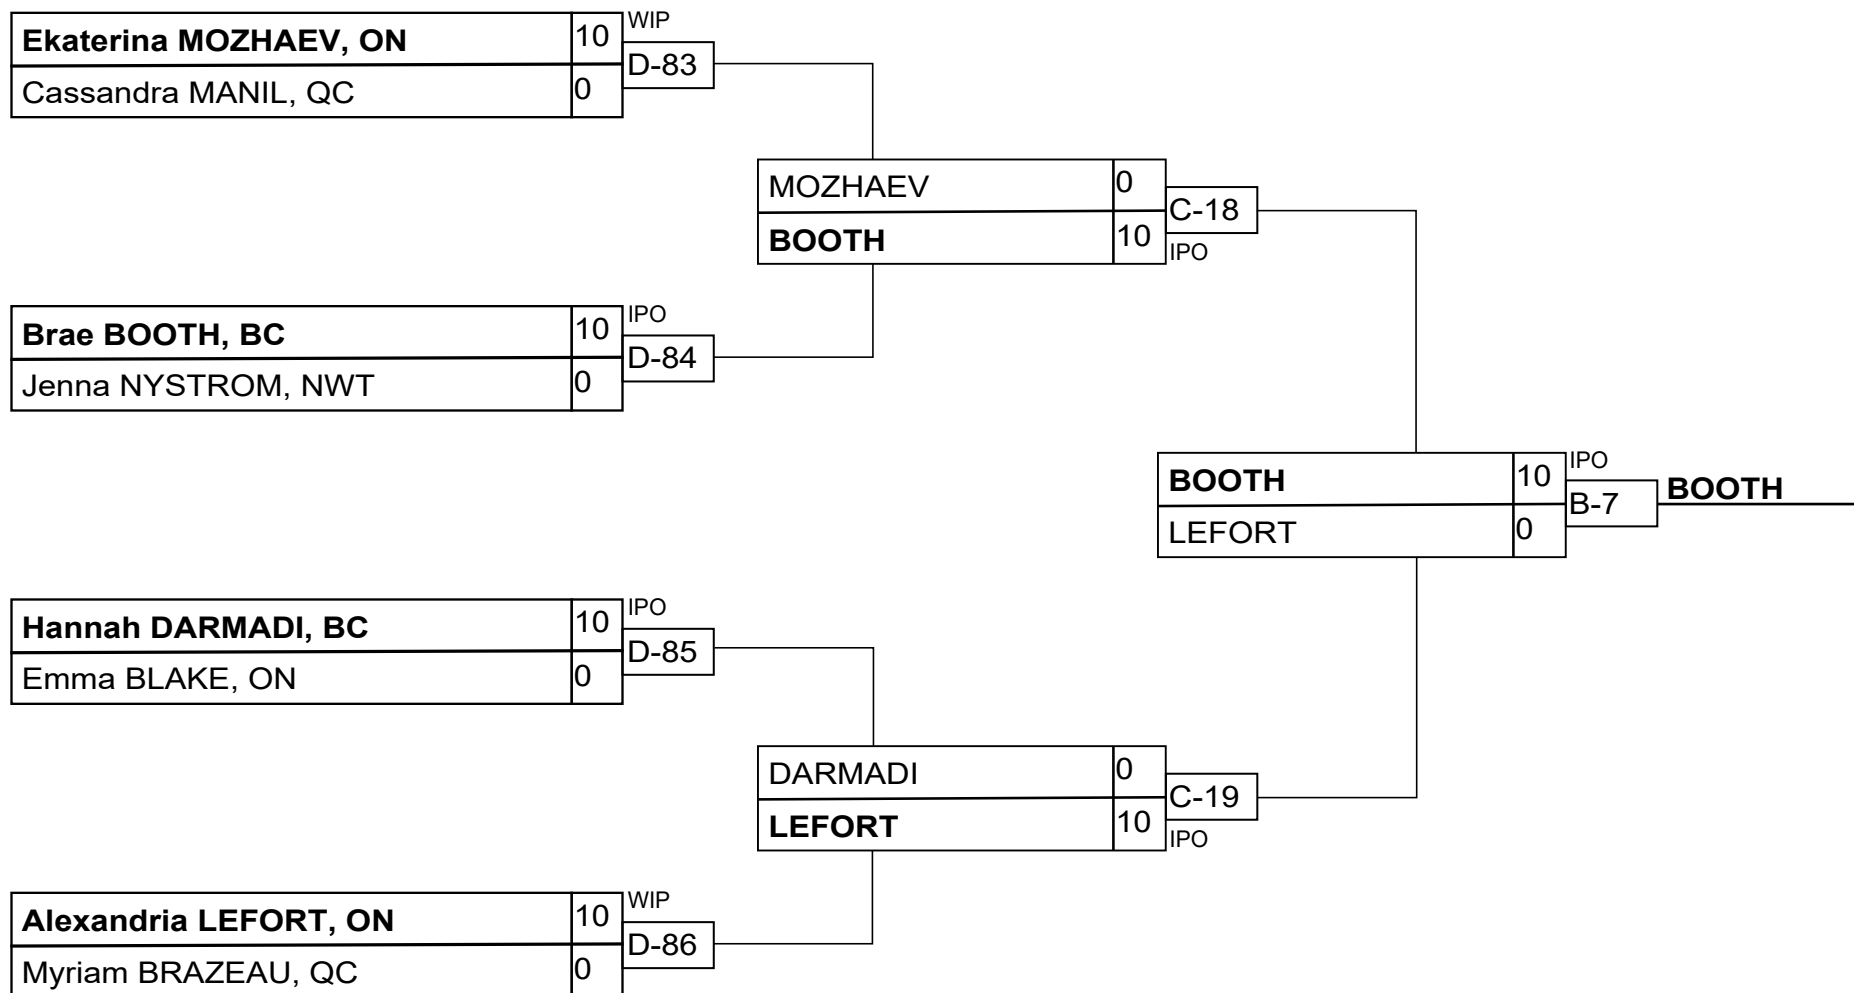 Ekaterina MOZHAEV, ON 10 WIP
D-83
Cassandra MANIL, QC 0
MOZHAEV 0
C-18
BOOTH 10 IPO
Brae BOOTH, BC 10 IPO
D-84
Jenna NYSTROM, NWT 0
BOOTH 10 IPO
B-7 BOOTH
LEFORT 0
Hannah DARMADI, BC 10 IPO
D-85
Emma BLAKE, ON 0
DARMADI 0
C-19
LEFORT 10 IPO
Alexandria LEFORT, ON 10 WIP
D-86
Myriam BRAZEAU, QC 0